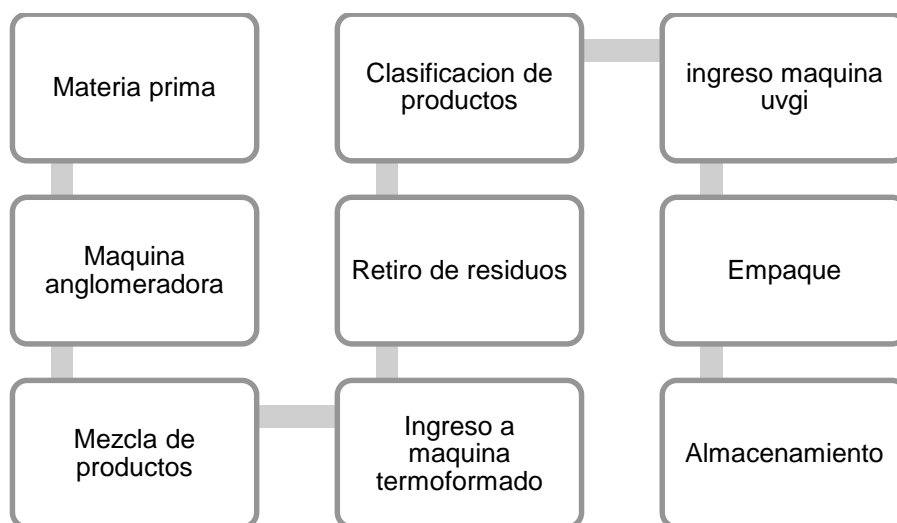 Materia prima
Maquina
anglomeradora
Mezcla de
productos
Ingreso a
maquina
termoformado
Retiro de residuos
Clasificacion de
productos
ingreso maquina
uvgi
Empaque
Almacenamiento